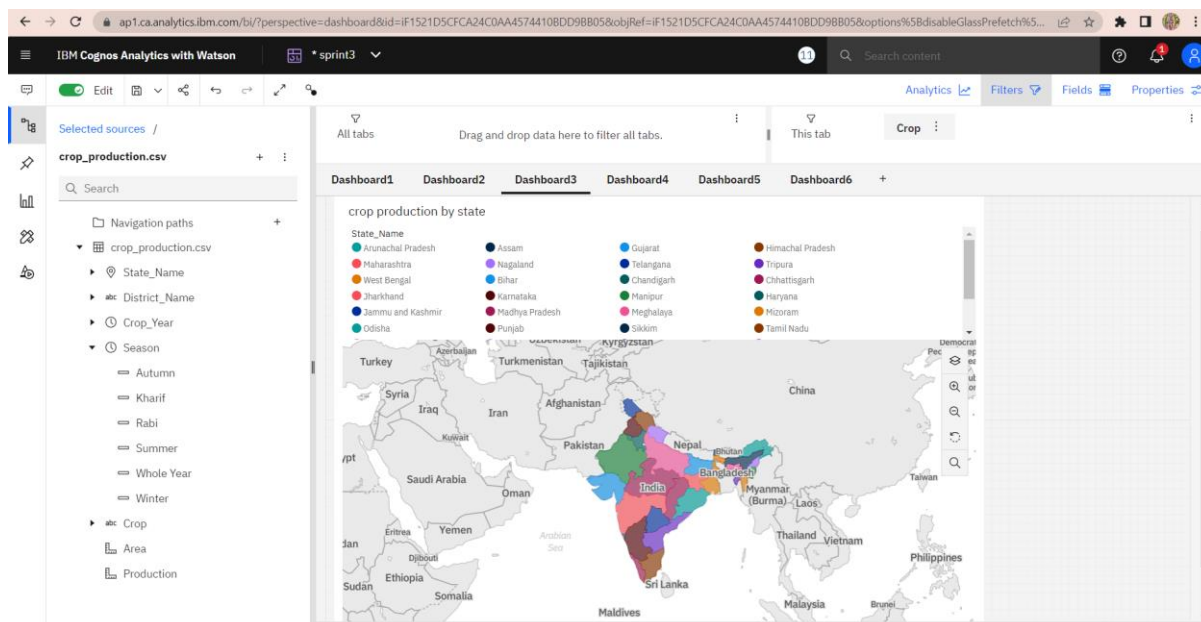 ap1.ca.analytics.ibm.com/bi/?perspective=dashboard&id=iF1521D5CFCA24C0AA4574410BDD9BB05&objRef=iF1521D5CFCA24C0AA4574410BDD9BB05&options%5BdisableGlassPrefetch%5...
IBM Cognos Analytics with Watson
* sprint3
11
Search content
1
Edit
Analytics
Filters
Fields
Properties
Selected sources /
crop_production.csv
Search
Navigation paths
crop_production.csv
State_Name
abc District_Name
Crop_Year
Season
Autumn
Kharif
Rabi
Summer
Whole Year
Winter
abc Crop
Area
Production
All tabs
Drag and drop data here to filter all tabs.
This tab
Crop
Dashboard1 Dashboard2 Dashboard3 Dashboard4 Dashboard5 Dashboard6 +
crop production by state
State_Name
Arunachal Pradesh Assam Gujarat Himachal Pradesh
Maharashtra Nagaland Telangana Tripura
West Bengal Bihar Chandigarh Chhattisgarh
Jharkhand Karnataka Manipur Haryana
Jammu and Kashmir Madhya Pradesh Meghalaya Mizoram
Odisha Punjab Sikkim Tamil Nadu
Turkey
Azerbaijan
Turkmenistan
Tajikistan
China
Syria
Iraq
Iran
Afghanistan
Kuwait
Pakistan
Nepal
Bhutan
Saudi Arabia
Oman
India
Bangladesh
Myanmar
(Burma)
Laos
Taiwan
Eritrea
Yemen
Arabian
Sea
Thailand
Vietnam
Philippines
Djibouti
Sudan
Ethiopia
Somalia
Sri Lanka
Maldives
Malaysia
Brunei